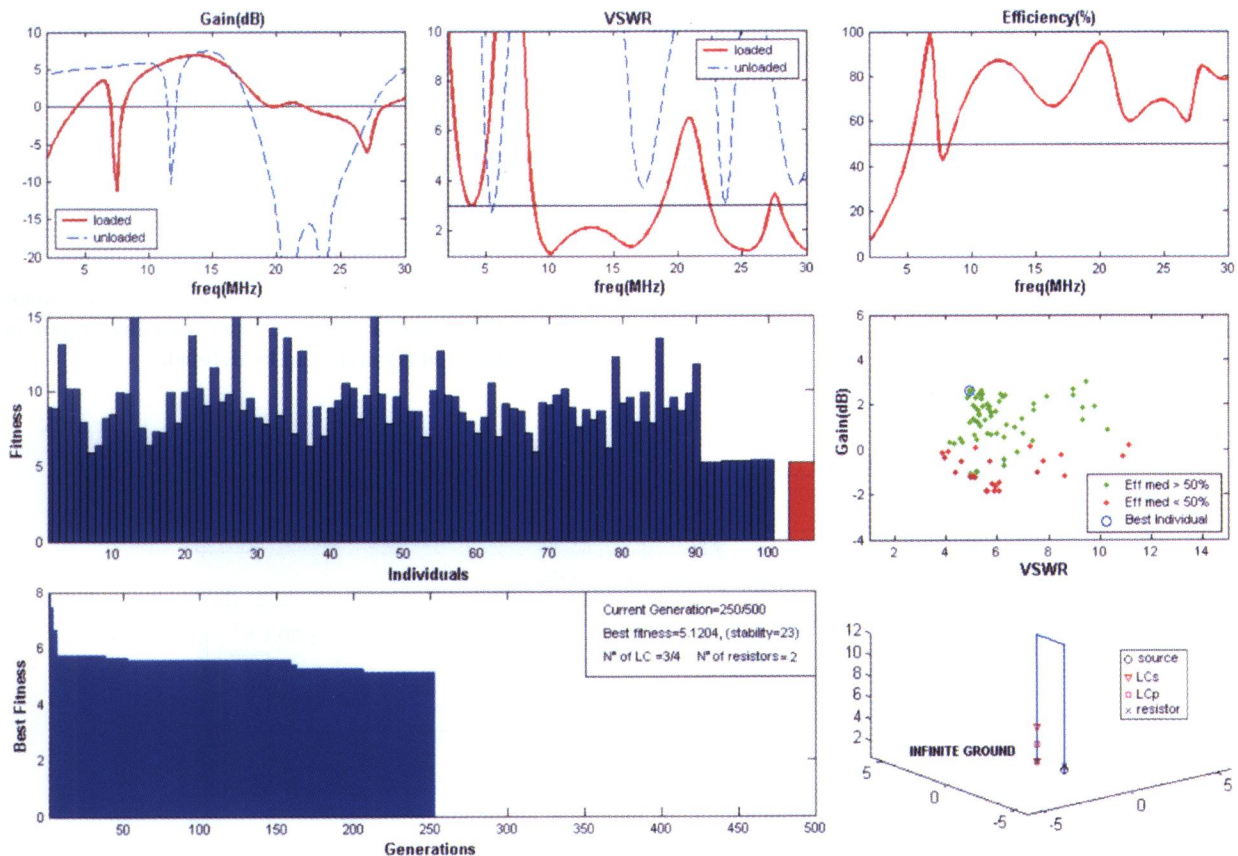 Gain(dB)
10
5
0
-5
-10
-15
-20
loaded
unloaded
5 10 15 20 25 30
freq(MHz)
VSWR
10
8
6
4
2
loaded
unloaded
5 10 15 20 25 30
freq(MHz)
Efficiency(%)
100
80
60
40
20
0
5 10 15 20 25 30
freq(MHz)
Fitness
15
10
5
0
10 20 30 40 50 60 70 80 90 100
Individuals
Gain(dB)
6
4
2
0
-2
-4
Eff med > 50%
Eff med < 50%
Best Individual
2 4 6 8 10 12 14
VSWR
Best Fitness
8
6
4
2
0
Current Generation=250/500
Best fitness=5.1204, (stability=23)
N° of LC =3/4 N° of resistors = 2
50 100 150 200 250 300 350 400 450 500
Generations
12
10
8
6
4
2
source
LCs
LCp
resistor
INFINITE GROUND
5
0
-5
-5
0
5